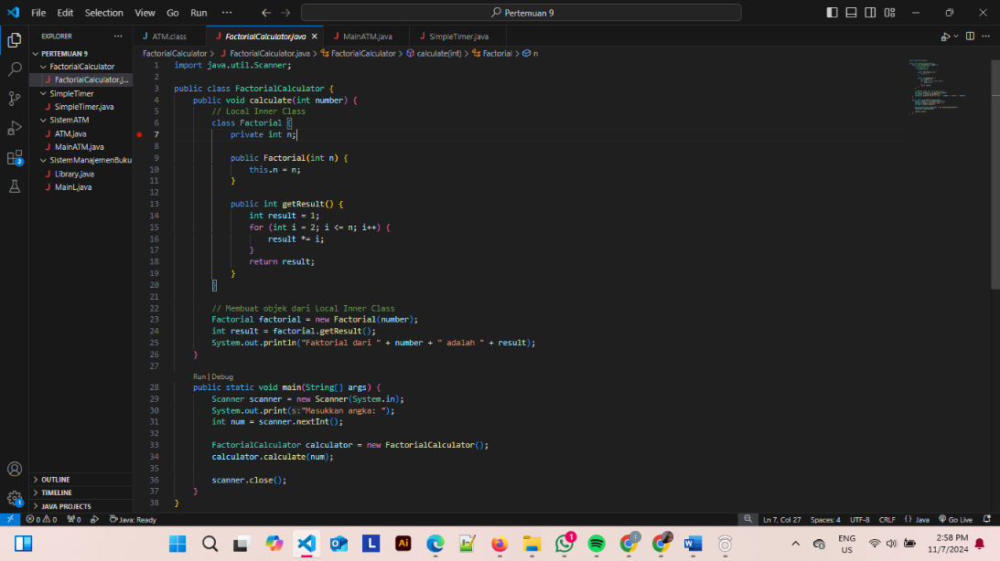 File Edit Selection View Go Run ···
Pertemuan 9
EXPLORER ···
PERTEMUAN 9
FactorialCalculator
J FactorialCalculator.j...
SimpleTimer
J SimpleTimer.java
SistemATM
J ATM.java
J MainATM.java
SistemManajemenBuku
J Library.java
J MainL.java
OUTLINE
TIMELINE
JAVA PROJECTS
2
1
J ATM.class
J FactorialCalculator.java
J MainATM.java
J SimpleTimer.java
FactorialCalculator > J FactorialCalculator.java > FactorialCalculator > calculate(int) > Factorial > n
1 import java.util.Scanner;
2
3 public class FactorialCalculator {
4 public void calculate(int number) {
5 // Local Inner Class
6 class Factorial {
7 private int n;
8
9 public Factorial(int n) {
10 this.n = n;
11 }
12
13 public int getResult() {
14 int result = 1;
15 for (int i = 2; i <= n; i++) {
16 result *= i;
17 }
18 return result;
19 }
20 }
21
22 // Membuat objek dari Local Inner Class
23 Factorial factorial = new Factorial(number);
24 int result = factorial.getResult();
25 System.out.println("Faktorial dari " + number + " adalah " + result);
26 }
27
Run | Debug
28 public static void main(String[] args) {
29 Scanner scanner = new Scanner(System.in);
30 System.out.print(s:"Masukkan angka: ");
31 int num = scanner.nextInt();
32
33 FactorialCalculator calculator = new FactorialCalculator();
34 calculator.calculate(num);
35
36 scanner.close();
37 }
38 }
0 0 0 Java: Ready
Ln 7, Col 27 Spaces: 4 UTF-8 CRLF {} Java Go Live
L Ai 1
ENG
US
2:58 PM
11/7/2024